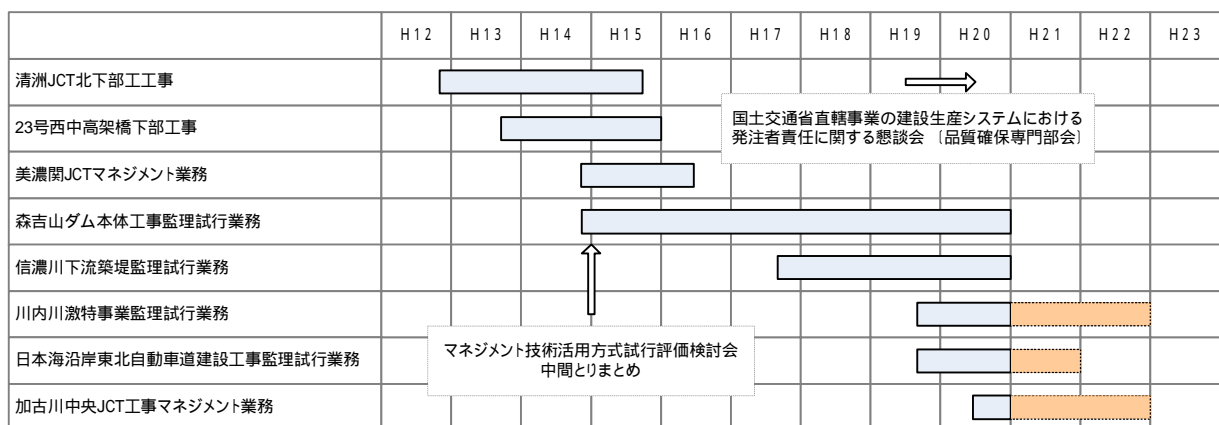 H12 H13 H14 H15 H16 H17 H18 H19 H20 H21 H22 H23
清洲JCT北下部工工事
国土交通省直轄事業の建設生産システムにおける
発注者責任に関する懇談会 〔品質確保専門部会〕
23号西中高架橋下部工事
美濃関JCTマネジメント業務
森吉山ダム本体工事監理試行業務
信濃川下流築堤監理試行業務
川内川激特事業監理試行業務
マネジメント技術活用方式試行評価検討会
中間とりまとめ
日本海沿岸東北自動車道建設工事監理試行業務
加古川中央JCT工事マネジメント業務